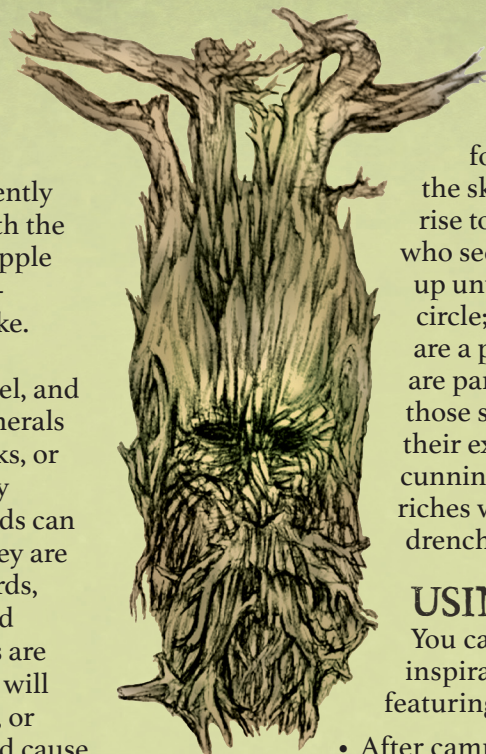 ently
th the
pple
-
ke.
el, and
nerals
ks, or
y
ds can
ey are
rds,
d
s are
will
, or
d cause
fo
the sk
rise to
who see
up unt
circle;
are a p
are par
those s
their ex
cunnin
riches v
drench
USIN
You ca
inspira
featuring
• After cam